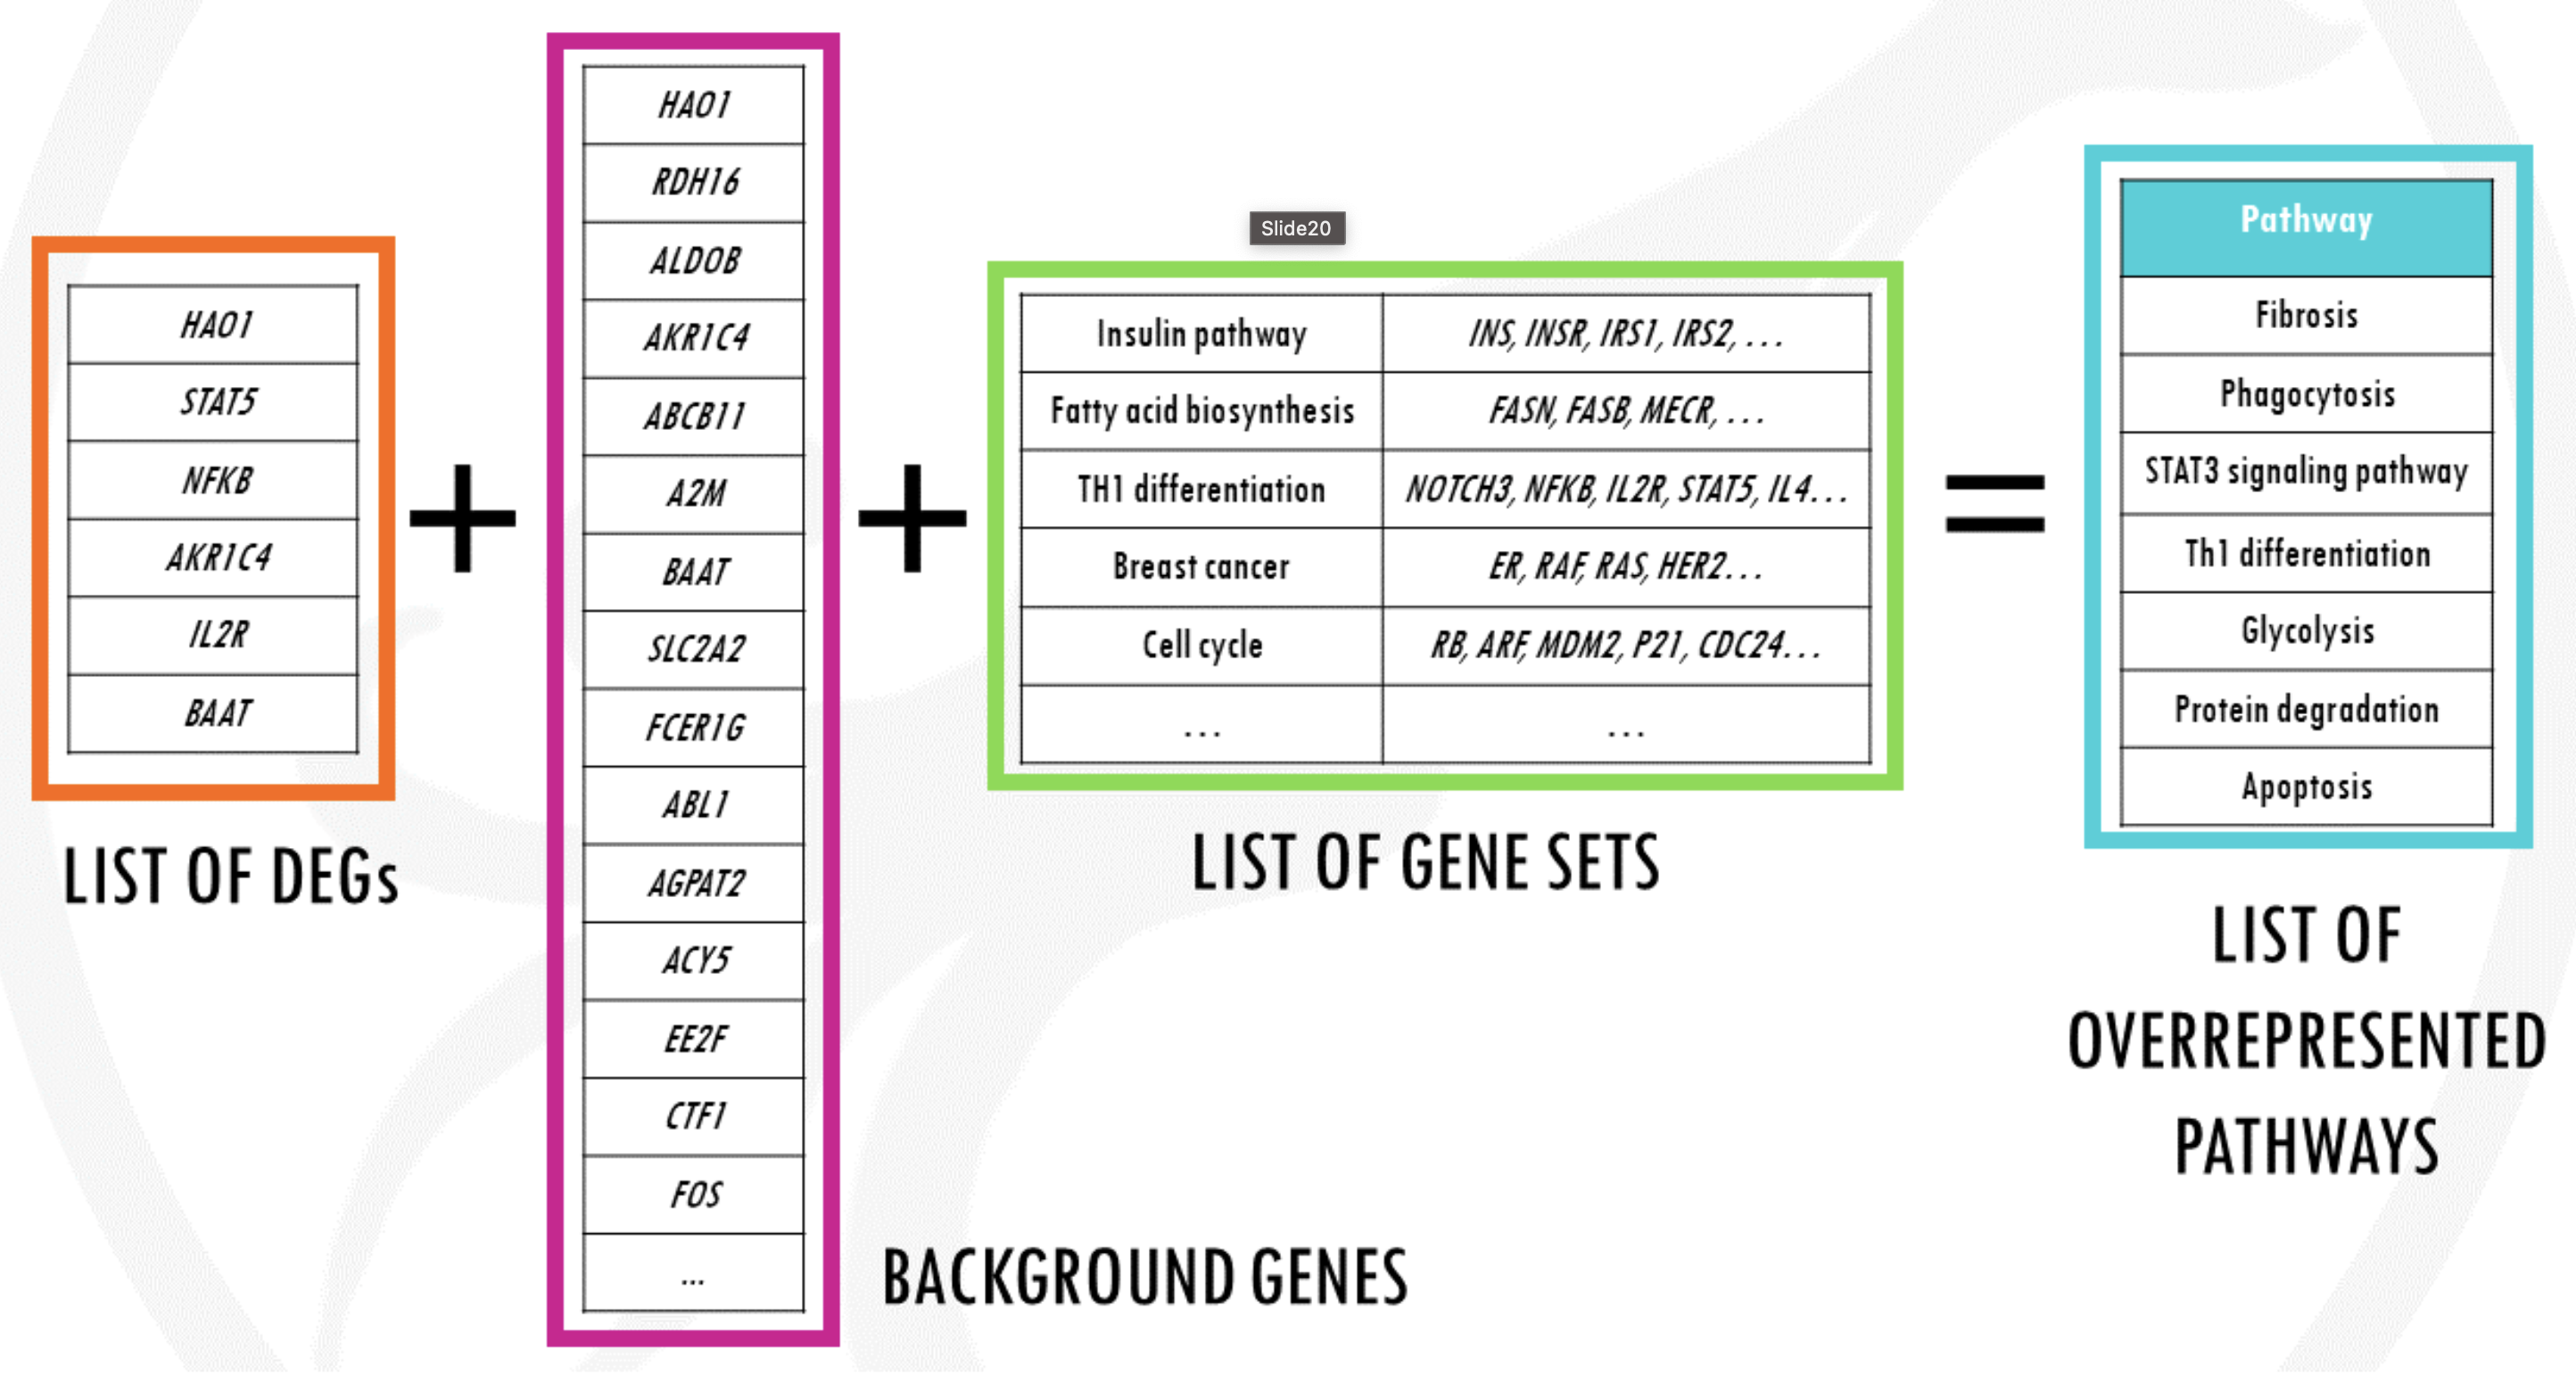 HAO1
STAT5
NFKB
AKR1C4
IL2R
BAAT
LIST OF DEGs
HAO1
RDH16
ALDOB
AKR1C4
ABCB11
A2M
BAAT
SLC2A2
FCER1G
ABL1
AGPAT2
ACY5
EE2F
CTF1
FOS
...
BACKGROUND GENES
Slide20
Insulin pathway INS, INSR, IRS1, IRS2, ...
Fatty acid biosynthesis FASN, FASB, MECR, ...
TH1 differentiation NOTCH3, NFKB, IL2R, STAT5, IL4...
Breast cancer ER, RAF, RAS, HER2...
Cell cycle RB, ARF, MDM2, P21, CDC24...
... ...
LIST OF GENE SETS
Pathway
Fibrosis
Phagocytosis
STAT3 signaling pathway
Th1 differentiation
Glycolysis
Protein degradation
Apoptosis
LIST OF
OVERREPRESENTED
PATHWAYS